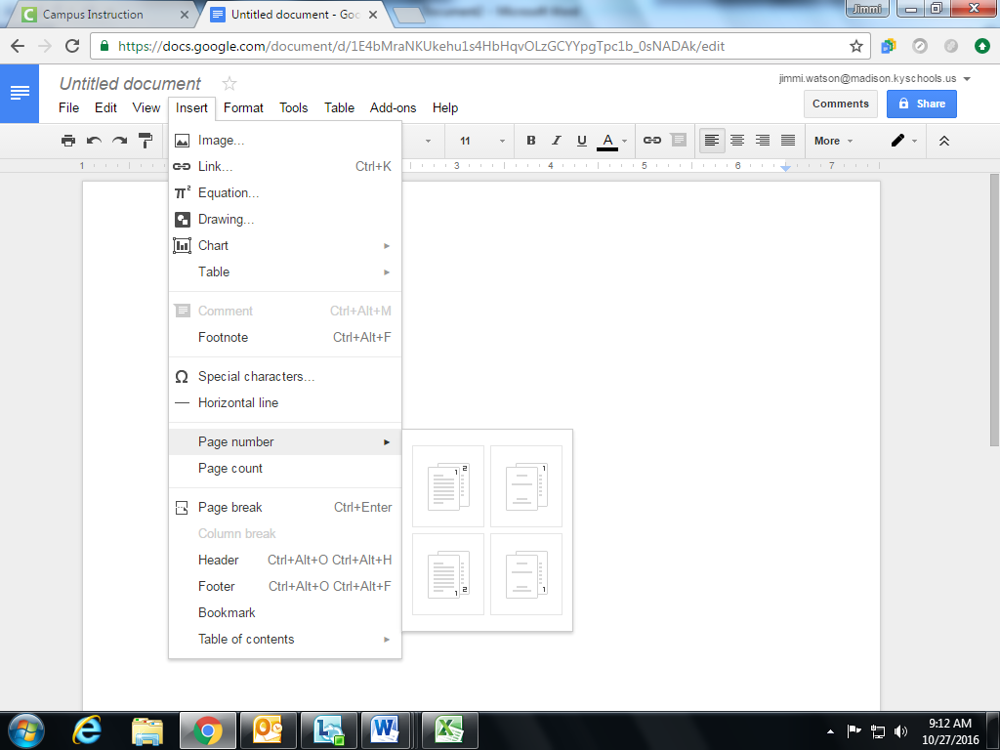 Campus Instruction
Untitled document - Goo
Document2 - Microsoft Word
Jimmi
https://docs.google.com/document/d/1E4bMraNKUkehu1s4HbHqvOLzGCYYpgTpc1b_0sNADAk/edit
Untitled document
jimmi.watson@madison.kyschools.us
File Edit View Insert Format Tools Table Add-ons Help
Comments
Share
11 B I U A More
1 3 4 5 6 7
Image...
Link... Ctrl+K
Equation...
Drawing...
Chart
Table
Comment Ctrl+Alt+M
Footnote Ctrl+Alt+F
Special characters...
Horizontal line
Page number
Page count
Page break Ctrl+Enter
Column break
Header Ctrl+Alt+O Ctrl+Alt+H
Footer Ctrl+Alt+O Ctrl+Alt+F
Bookmark
Table of contents
1 2
1
1 2
1
9:12 AM
10/27/2016